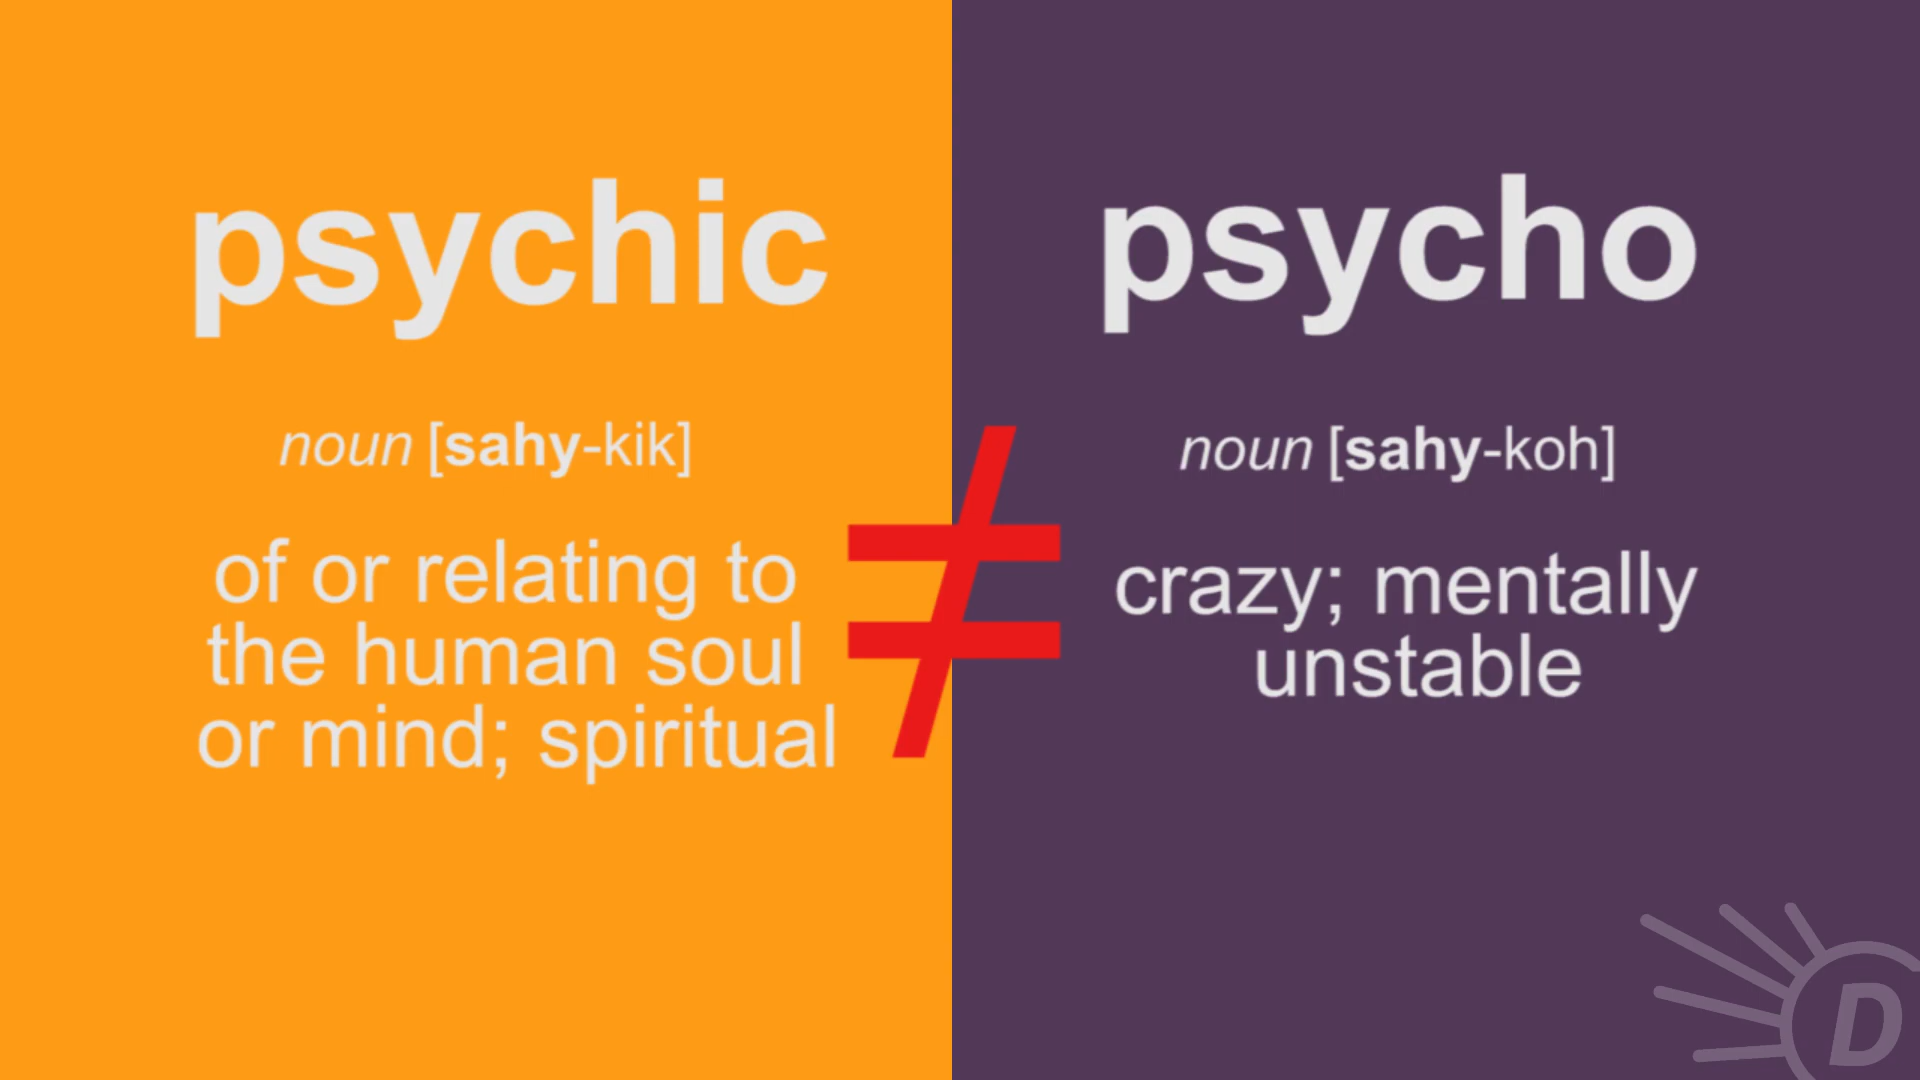 psychic
noun [sahy-kik]
of or relating to
the human soul
or mind; spiritual
≠
psycho
noun [sahy-koh]
crazy; mentally
unstable
D